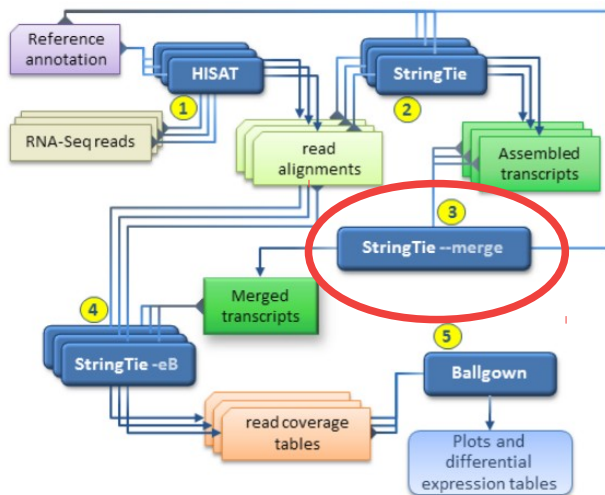 Reference
annotation
HISAT
StringTie
1
2
RNA-Seq reads
read
alignments
Assembled
transcripts
3
StringTie --merge
Merged
transcripts
4
StringTie -eB
5
Ballgown
read coverage
tables
Plots and
differential
expression tables